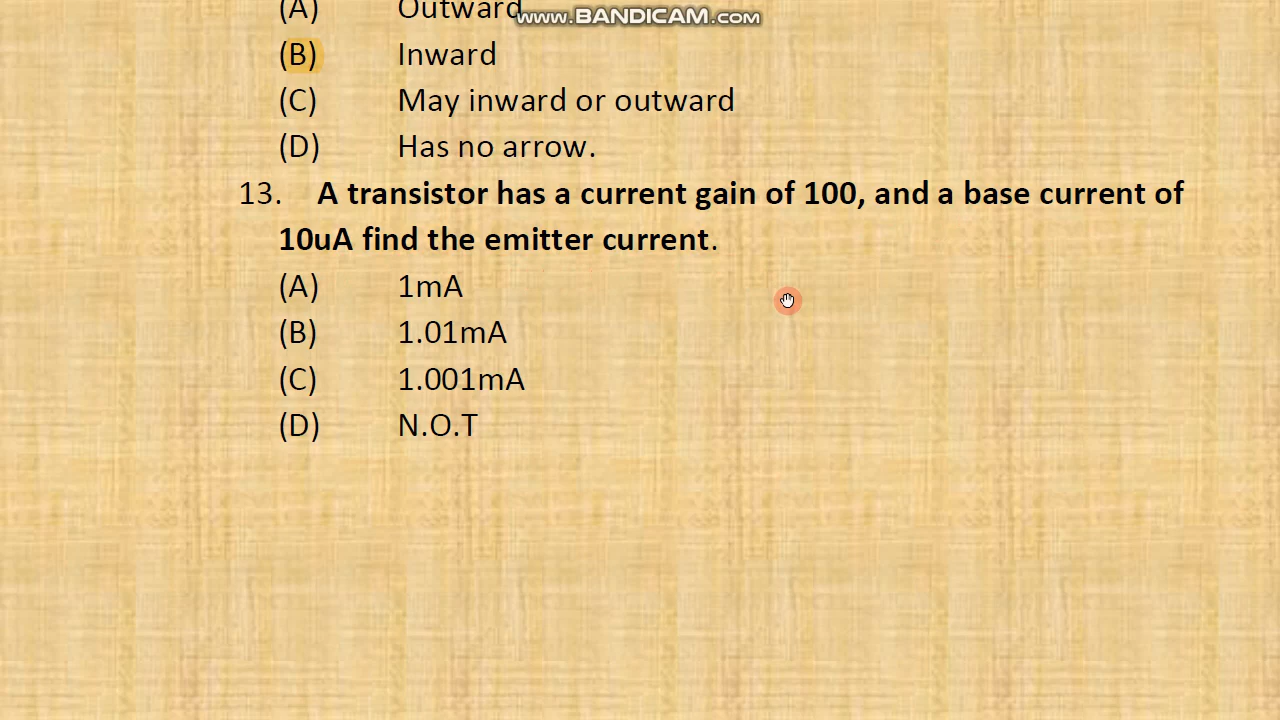 (A) Outward
www.BANDICAM.com
(B) Inward
(C) May inward or outward
(D) Has no arrow.
13. A transistor has a current gain of 100, and a base current of
10uA find the emitter current.
(A) 1mA
(B) 1.01mA
(C) 1.001mA
(D) N.O.T